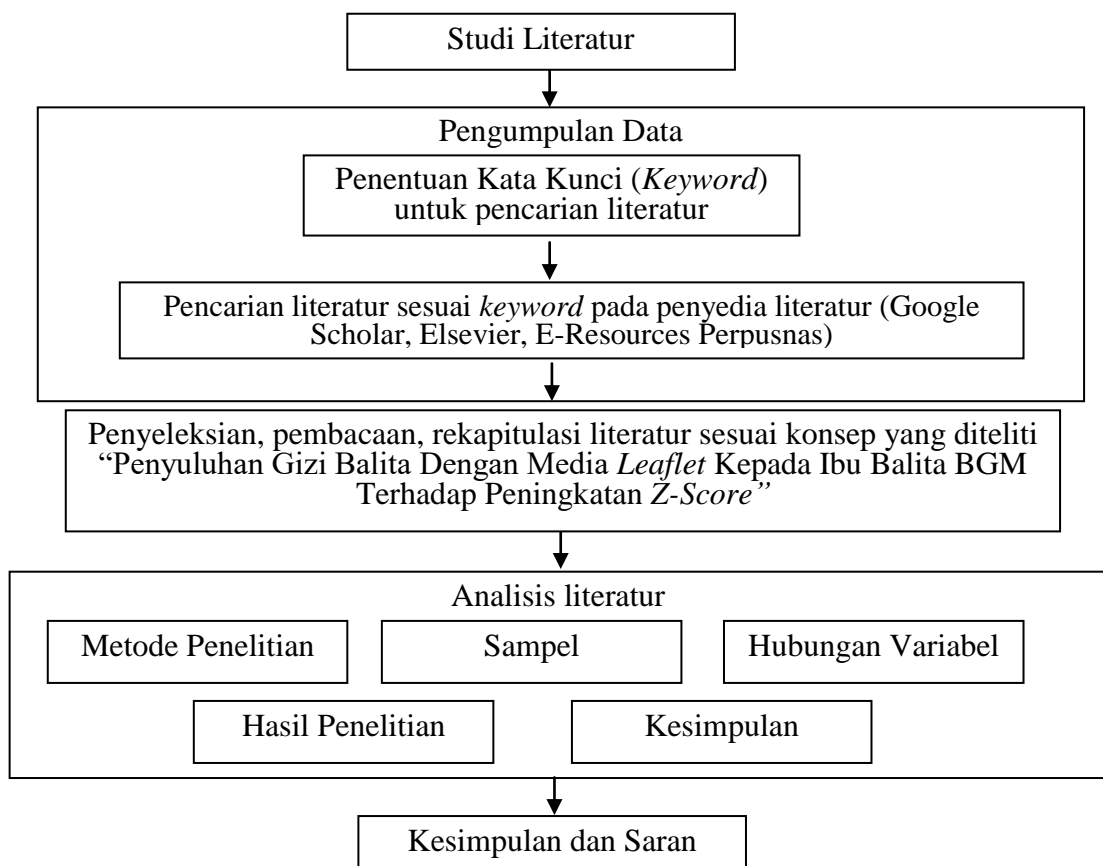 Studi Literatur
Pengumpulan Data
Penentuan Kata Kunci (Keyword)
untuk pencarian literatur
Pencarian literatur sesuai keyword pada penyedia literatur (Google
Scholar, Elsevier, E-Resources Perpusnas)
Penyeleksian, pembacaan, rekapitulasi literatur sesuai konsep yang diteliti
“Penyuluhan Gizi Balita Dengan Media Leaflet Kepada Ibu Balita BGM
Terhadap Peningkatan Z-Score”
Analisis literatur
Metode Penelitian
Sampel
Hubungan Variabel
Hasil Penelitian
Kesimpulan
Kesimpulan dan Saran